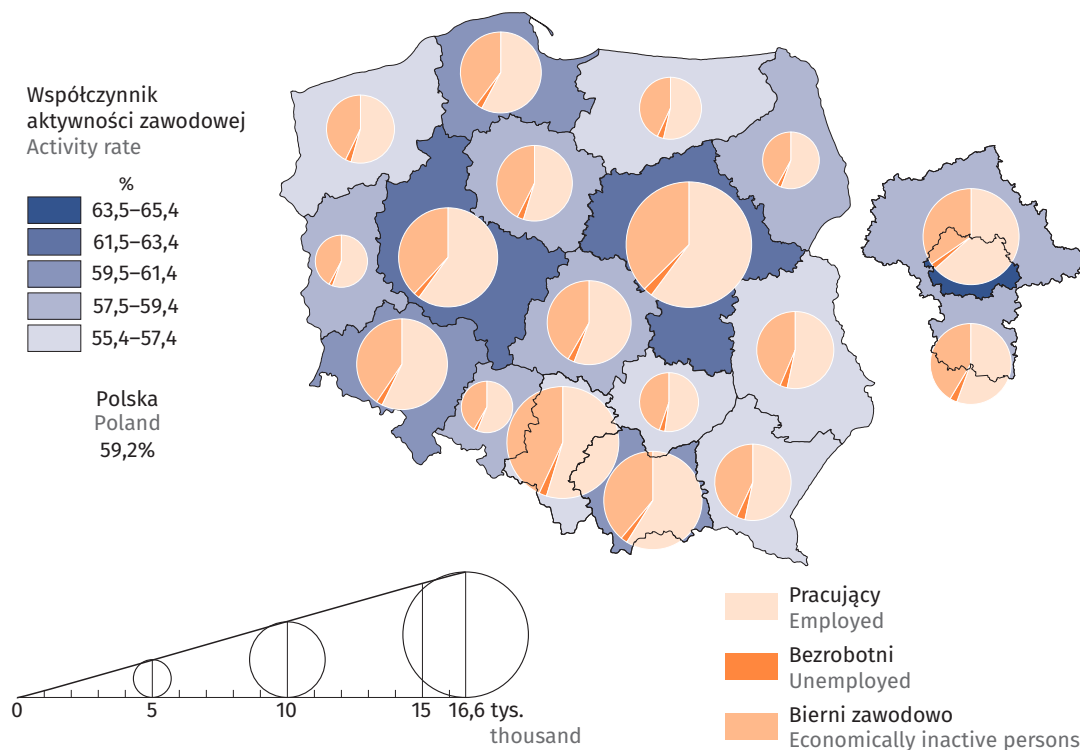 Współczynnik
aktywności zawodowej
Activity rate
%
63,5–65,4
61,5–63,4
59,5–61,4
57,5–59,4
55,4–57,4
Polska
Poland
59,2%
0 5 10 15 16,6 tys.
thousand
Pracujący
Employed
Bezrobotni
Unemployed
Bierni zawodowo
Economically inactive persons